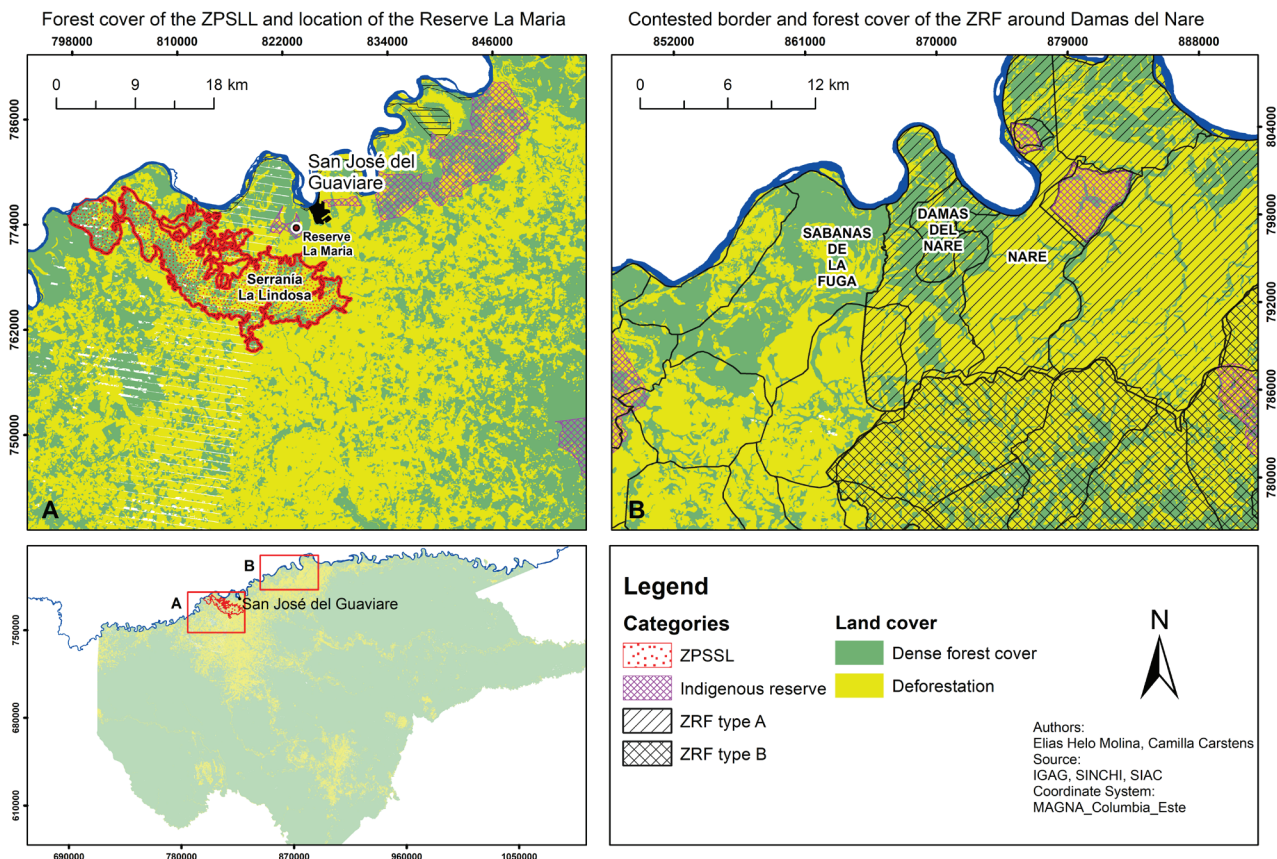 Forest cover of the ZPSLL and location of the Reserve La Maria
798000 810000 822000 834000 846000
0 9 18 km
786000
774000
762000
750000
San José del
Guaviare
Reserve
La Maria
Serranía
La Lindosa
A
Contested border and forest cover of the ZRF around Damas del Nare
852000 861000 870000 879000 888000
0 6 12 km
804000
798000
792000
786000
780000
SABANAS
DE
LA
FUGA
DAMAS
DEL
NARE
NARE
B
B
A
San José del Guaviare
750000
680000
610000
690000 780000 870000 960000 1050000
Legend
Categories
ZPSSL
Indigenous reserve
ZRF type A
ZRF type B
Land cover
Dense forest cover
Deforestation
N
Authors:
Elias Helo Molina, Camilla Carstens
Source:
IGAG, SINCHI, SIAC
Coordinate System:
MAGNA_Columbia_Este